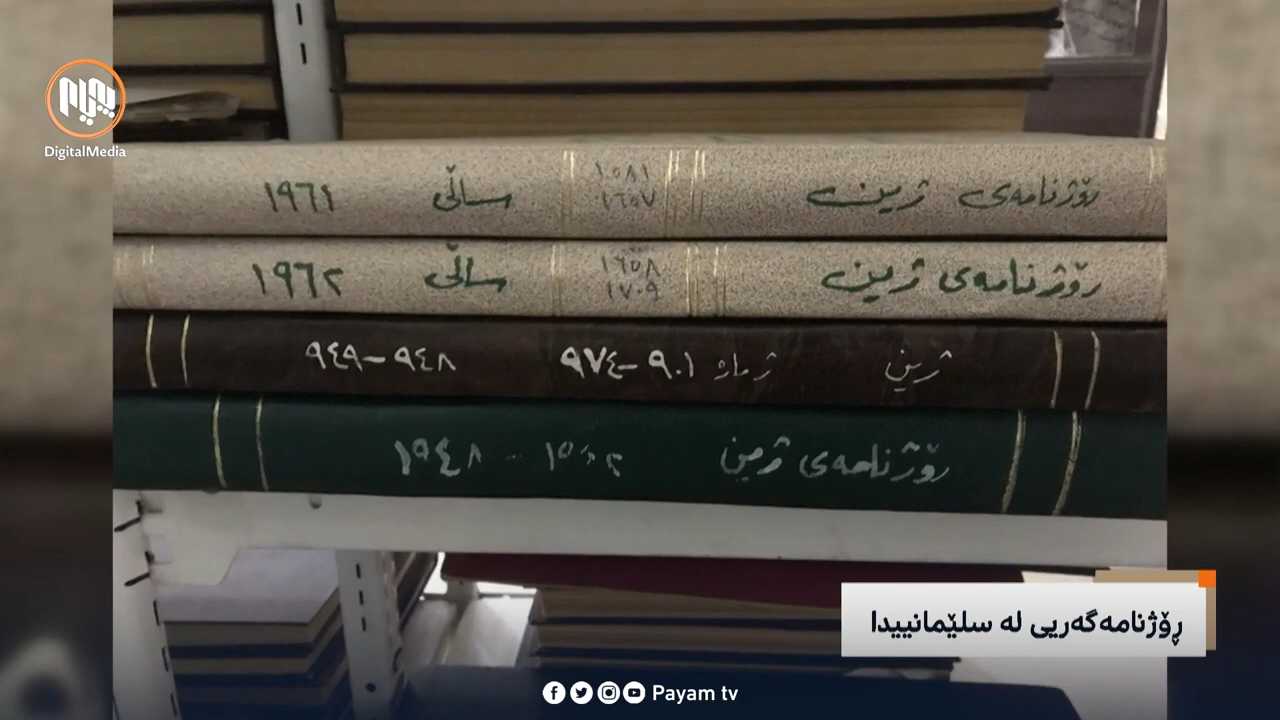 پەیام
DigitalMedia
رۆژنامەی ژین ١٠٨١ ١٦٥٧ ساڵی ١٩٦١
رۆژنامەی ژین ١٦٥٨ ١٧٠٩ ساڵی ١٩٦٢
ژین ژمارە ٩٠١-٩٧٤ ٩٤٨-٩٤٩
رۆژنامەی ژین ١٩٤٨
ڕۆژنامەگەریی لە سلێمانییدا
Payam tv